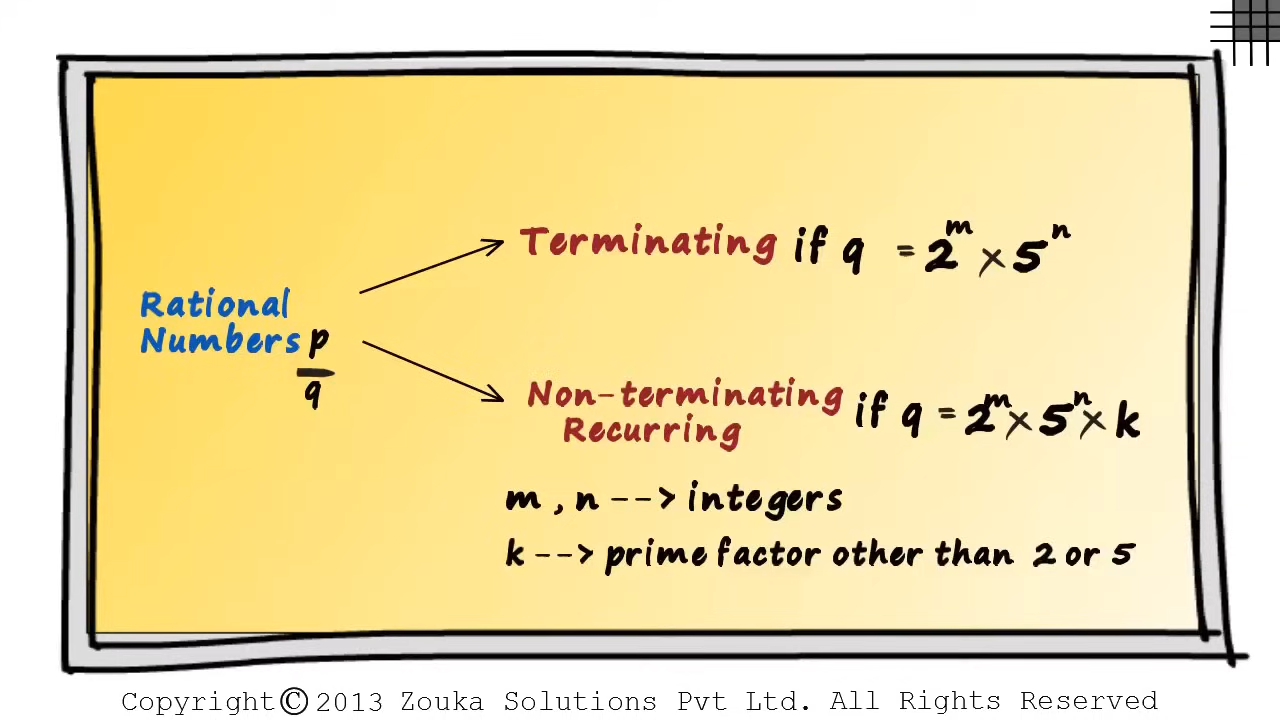 Terminating if q = 2^m × 5^n
Rational
Numbers p/q
Non-terminating
Recurring if q = 2^m × 5^n × k
m , n --> integers
k --> prime factor other than 2 or 5
Copyright © 2013 Zouka Solutions Pvt Ltd. All Rights Reserved